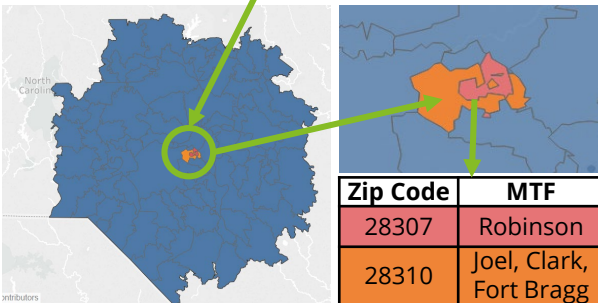 North
Carolin
ntributors
Zip Code MTF
28307 Robinson
28310 Joel, Clark,
Fort Bragg